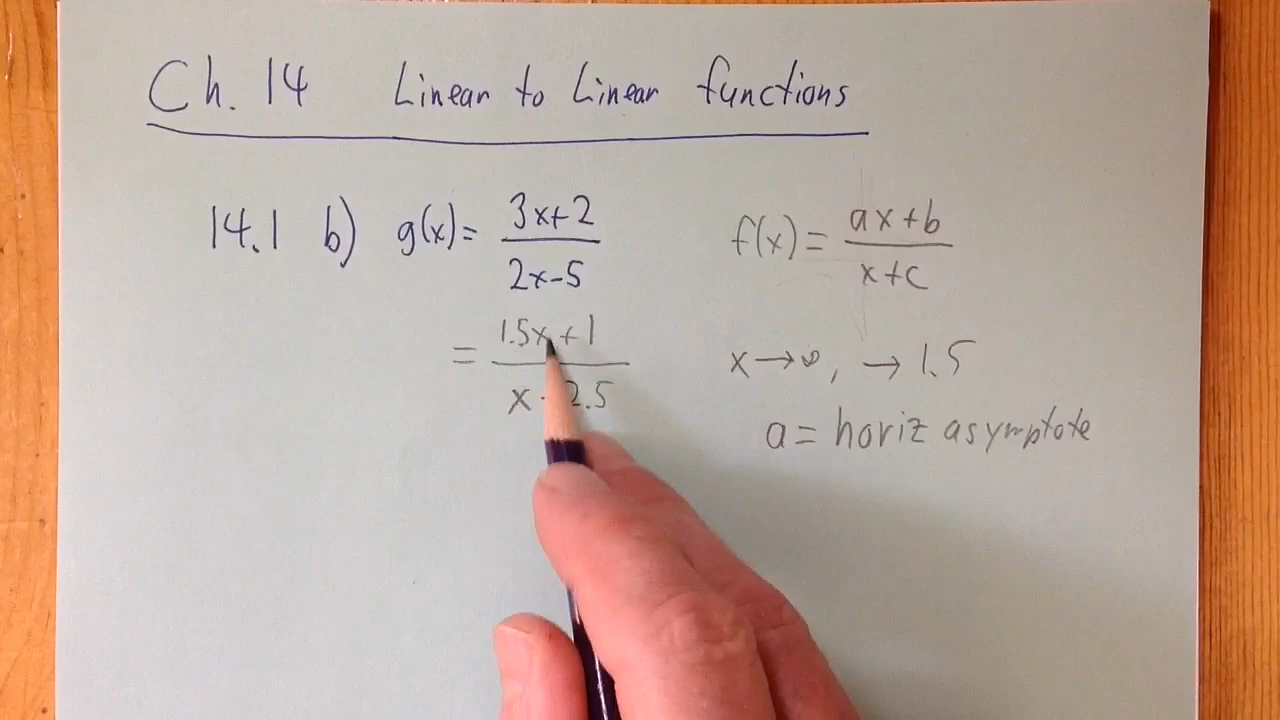 Ch. 14 Linear to Linear functions
14.1 b) g(x) = 3x+2 / 2x-5
= 1.5x+1 / x-2.5
f(x) = ax+b / x+c
x→∞, → 1.5
a = horiz asymptote